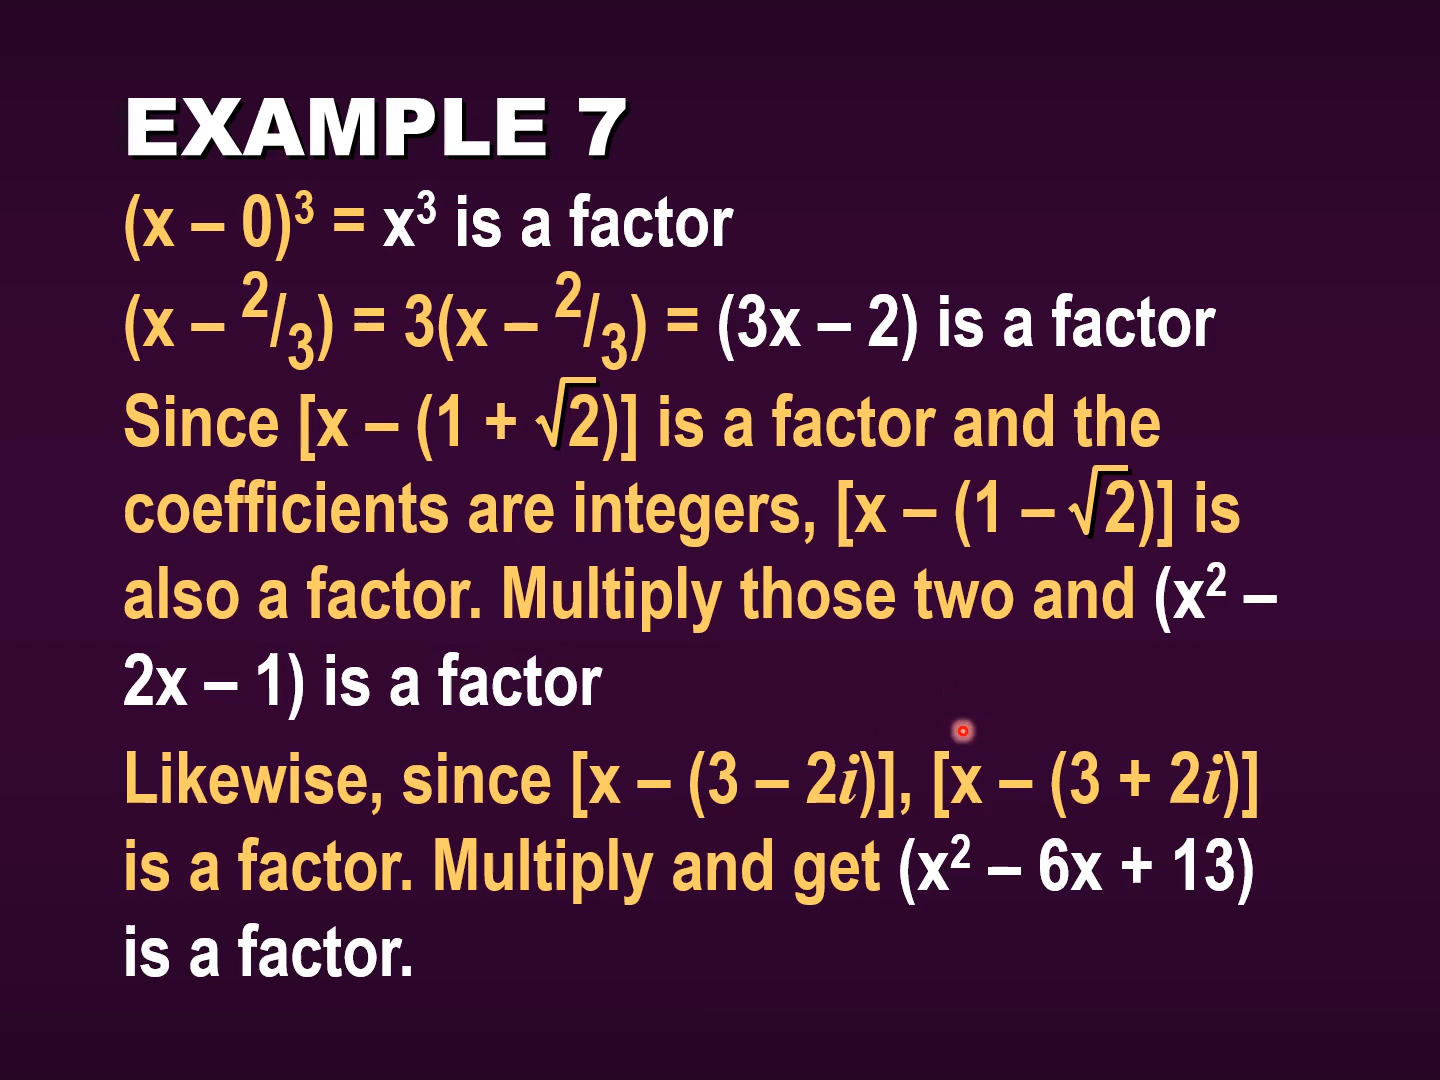 EXAMPLE 7
(x – 0)³ = x³ is a factor
(x – ²/₃) = 3(x – ²/₃) = (3x – 2) is a factor
Since [x – (1 + √2)] is a factor and the
coefficients are integers, [x – (1 – √2)] is
also a factor. Multiply those two and (x² –
2x – 1) is a factor
Likewise, since [x – (3 – 2i)], [x – (3 + 2i)]
is a factor. Multiply and get (x² – 6x + 13)
is a factor.